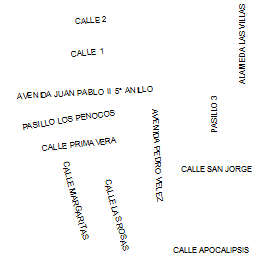 CALLE 2
ALAMEDA LAS VILLAS
CALLE 1
AVENIDA JUAN PABLO II 5° ANILLO
PASILLO 3
PASILLO LOS PENOCOS
AVENIDA PEDRO VELEZ
CALLE PRIMAVERA
CALLE MARGARITAS
CALLE SAN JORGE
CALLE LAS ROSAS
CALLE APOCALIPSIS